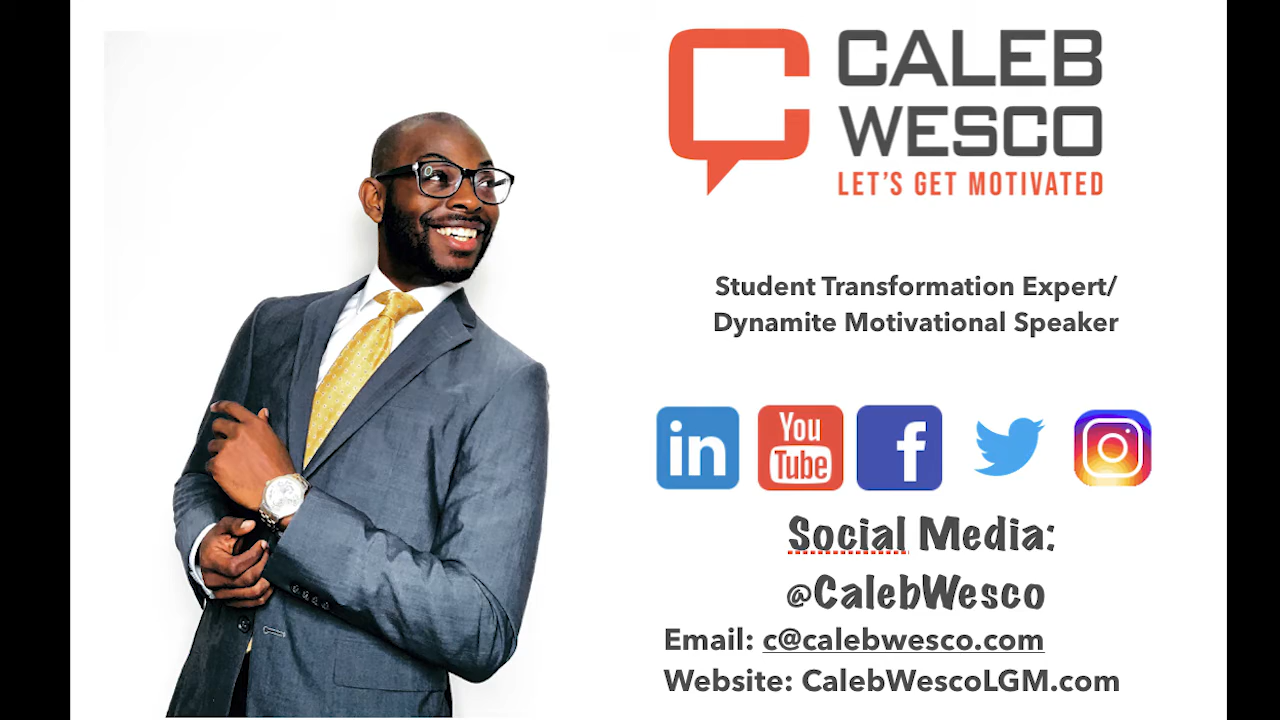 CALEB
WESCO
LET'S GET MOTIVATED
Student Transformation Expert/
Dynamite Motivational Speaker
in
You
Tube
f
Social Media:
@CalebWesco
Email: c@calebwesco.com
Website: CalebWescoLGM.com